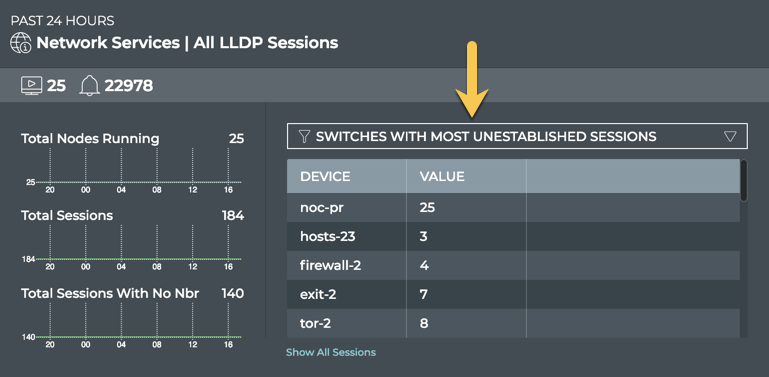 PAST 24 HOURS
Network Services | All LLDP Sessions
25 22978
Total Nodes Running 25
25
20 00 04 08 12 16
Total Sessions 184
184
20 00 04 08 12 16
Total Sessions With No Nbr 140
140
20 00 04 08 12 16
SWITCHES WITH MOST UNESTABLISHED SESSIONS
DEVICE VALUE
noc-pr 25
hosts-23 3
firewall-2 4
exit-2 7
tor-2 8
Show All Sessions